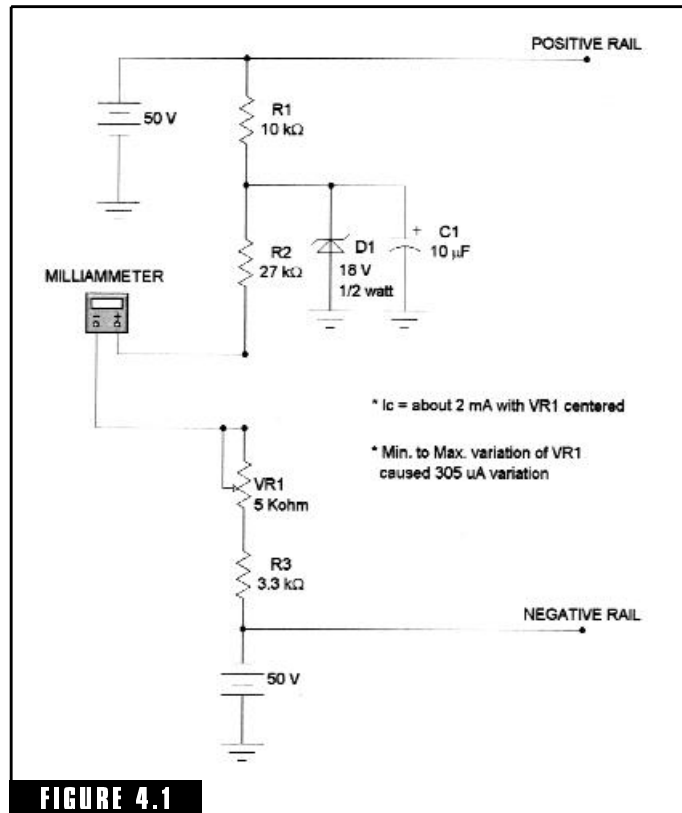 POSITIVE RAIL
50 V
R1
10 kΩ
+
C1
10 µF
R2
27 kΩ
D1
18 V
1/2 watt
MILLIAMMETER
- +
* Ic = about 2 mA with VR1 centered
* Min. to Max. variation of VR1
caused 305 uA variation
VR1
5 Kohm
R3
3.3 kΩ
NEGATIVE RAIL
50 V
FIGURE 4.1